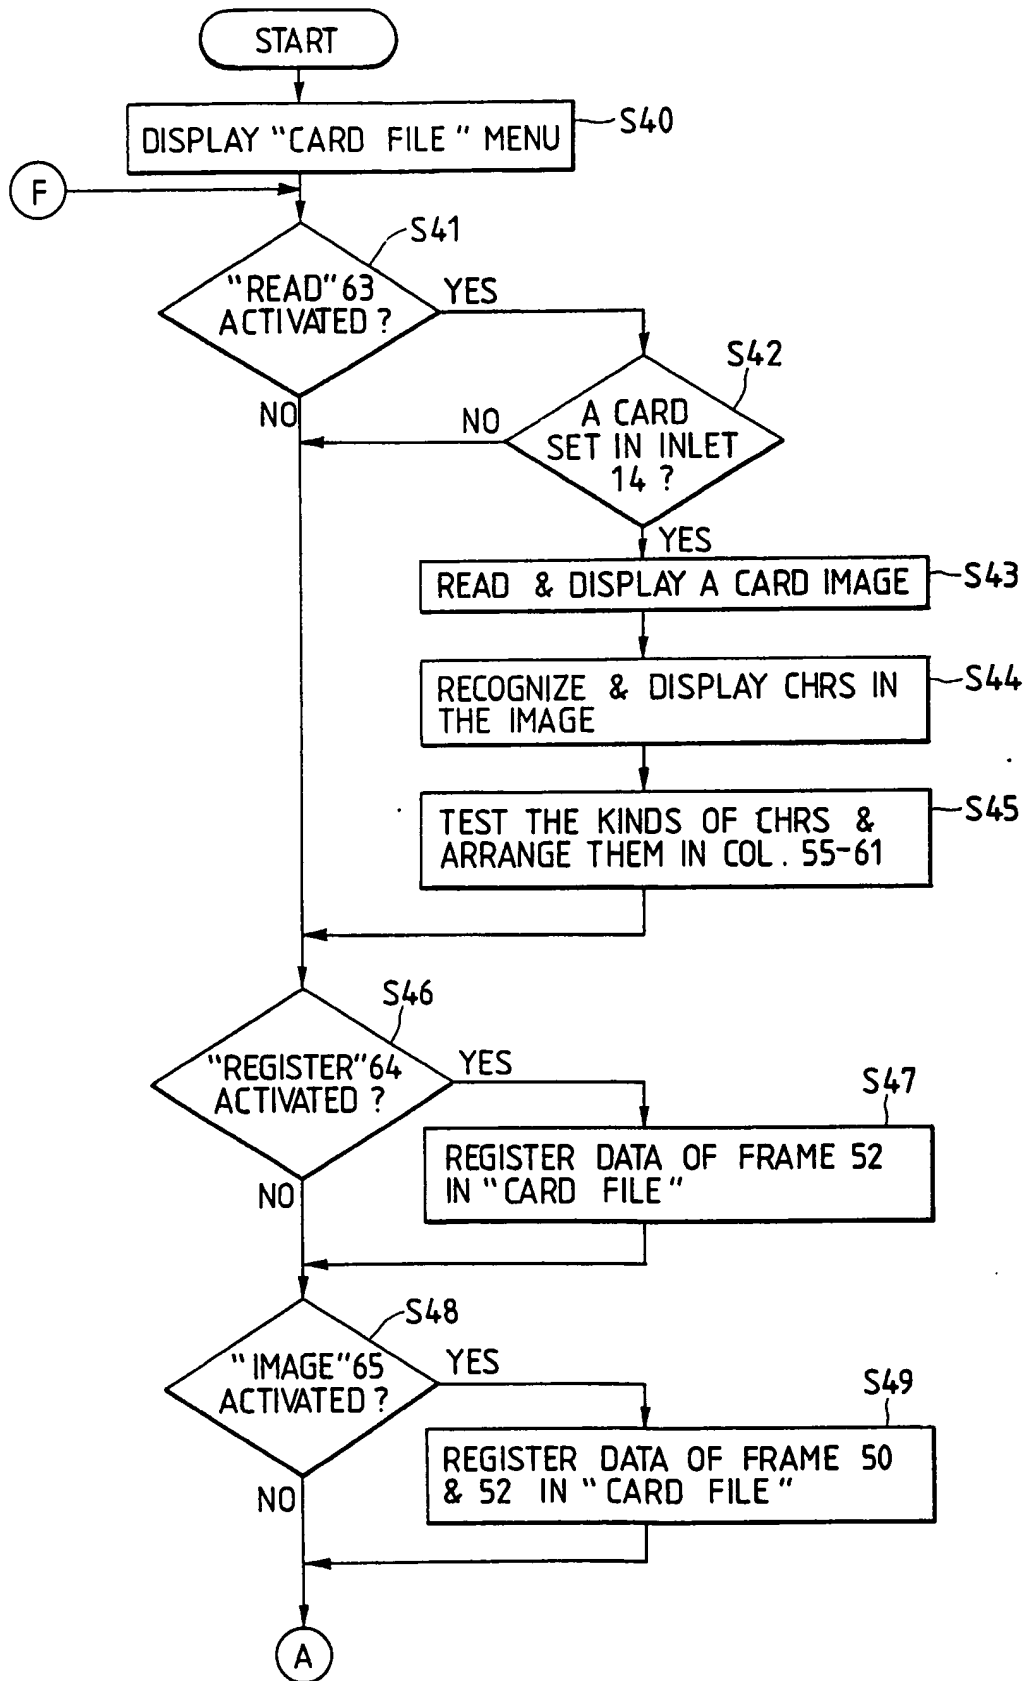 START
DISPLAY "CARD FILE" MENU
S40
F
S41
"READ" 63
ACTIVATED ?
YES
NO
S42
A CARD
SET IN INLET
14 ?
NO
YES
READ & DISPLAY A CARD IMAGE
S43
RECOGNIZE & DISPLAY CHRS IN
THE IMAGE
S44
TEST THE KINDS OF CHRS &
ARRANGE THEM IN COL. 55-61
S45
S46
"REGISTER" 64
ACTIVATED ?
YES
NO
S47
REGISTER DATA OF FRAME 52
IN "CARD FILE"
S48
"IMAGE" 65
ACTIVATED ?
YES
NO
S49
REGISTER DATA OF FRAME 50
& 52 IN "CARD FILE"
A